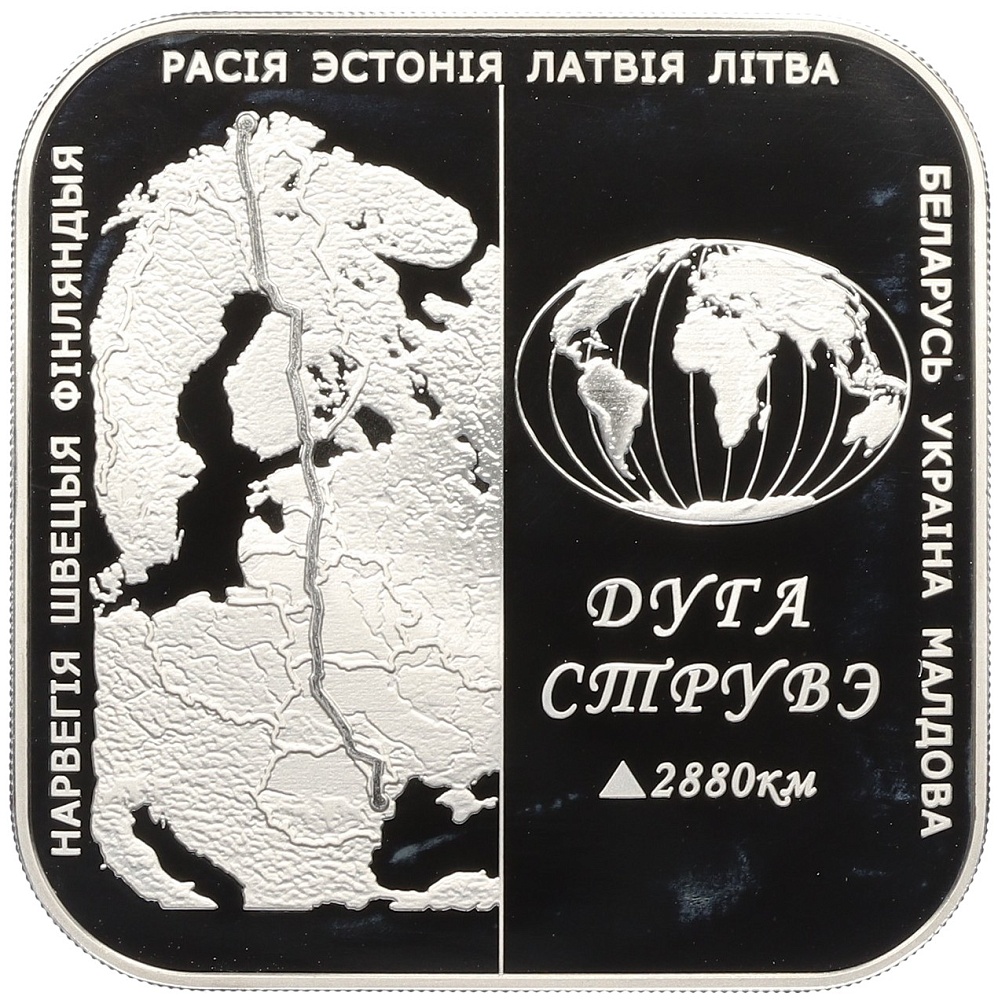 НАРВЕГІЯ ШВЕЦЫЯ ФІНЛЯНДЫЯ
РАСІЯ ЭСТОНІЯ ЛАТВІЯ ЛІТВА
БЕЛАРУСЬ УКРАІНА МАЛДОВА
ДУГА
СТРУВЭ
2880км